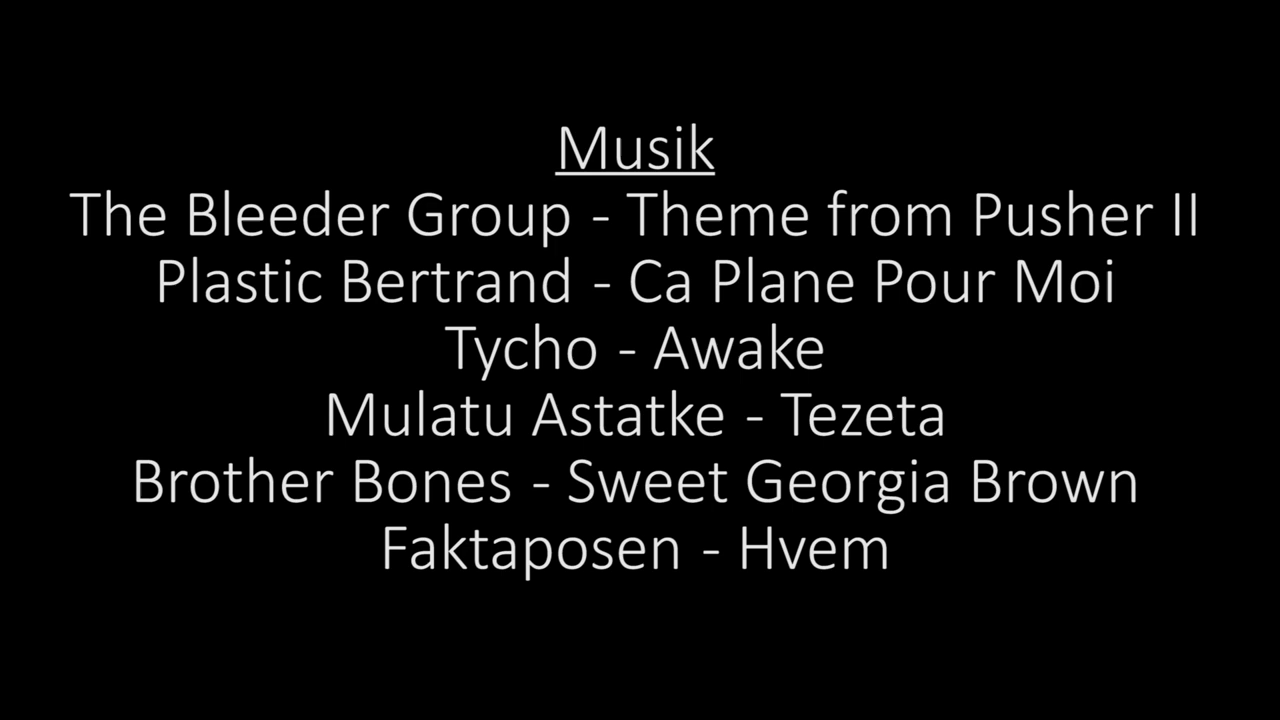 Musik
The Bleeder Group - Theme from Pusher II
Plastic Bertrand - Ca Plane Pour Moi
Tycho - Awake
Mulatu Astatke - Tezeta
Brother Bones - Sweet Georgia Brown
Faktaposen - Hvem